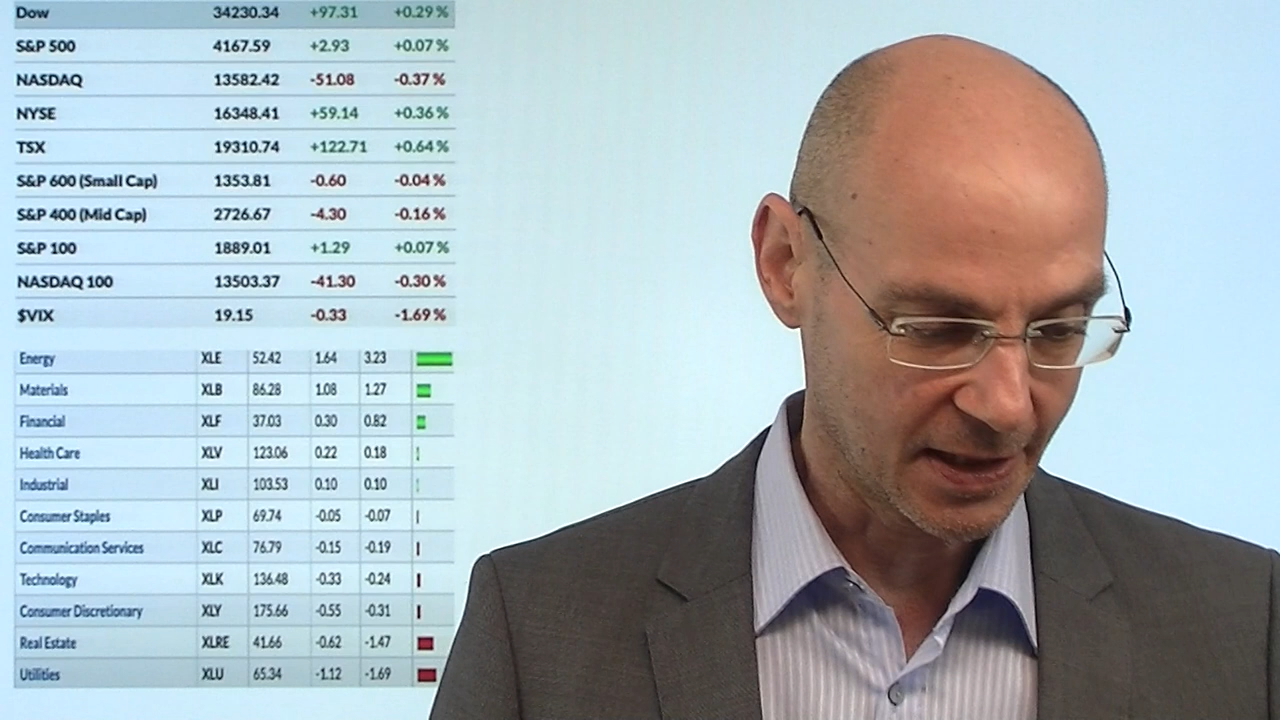 Dow 34230.34 +97.31 +0.29 %
S&P 500 4167.59 +2.93 +0.07 %
NASDAQ 13582.42 -51.08 -0.37 %
NYSE 16348.41 +59.14 +0.36 %
TSX 19310.74 +122.71 +0.64 %
S&P 600 (Small Cap) 1353.81 -0.60 -0.04 %
S&P 400 (Mid Cap) 2726.67 -4.30 -0.16 %
S&P 100 1889.01 +1.29 +0.07 %
NASDAQ 100 13503.37 -41.30 -0.30 %
$VIX 19.15 -0.33 -1.69 %
Energy XLE 52.42 1.64 3.23
Materials XLB 86.28 1.08 1.27
Financial XLF 37.03 0.30 0.82
Health Care XLV 123.06 0.22 0.18
Industrial XLI 103.53 0.10 0.10
Consumer Staples XLP 69.74 -0.05 -0.07
Communication Services XLC 76.79 -0.15 -0.19
Technology XLK 136.48 -0.33 -0.24
Consumer Discretionary XLY 175.66 -0.55 -0.31
Real Estate XLRE 41.66 -0.62 -1.47
Utilities XLU 65.34 -1.12 -1.69